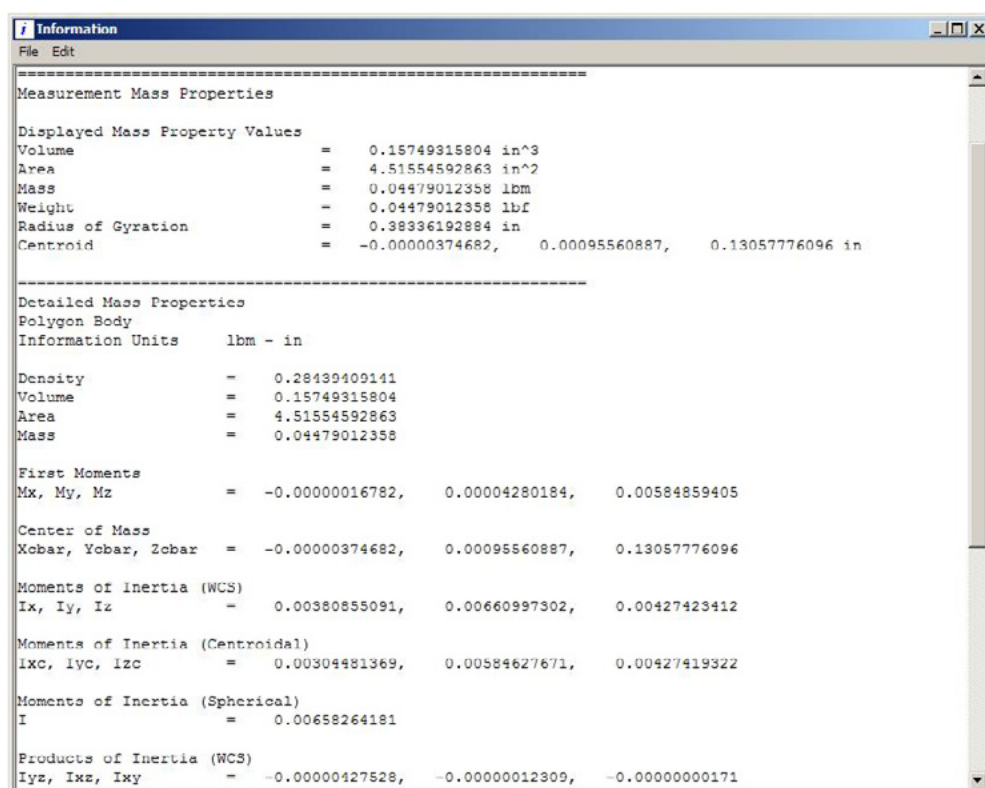 Information
File Edit
============================================================
Measurement Mass Properties
Displayed Mass Property Values
Volume = 0.15749315804 in^3
Area = 4.51554592863 in^2
Mass = 0.04479012358 lbm
Weight = 0.04479012358 lbf
Radius of Gyration = 0.38336192884 in
Centroid = -0.00000374682, 0.00095560887, 0.13057776096 in
============================================================
Detailed Mass Properties
Polygon Body
Information Units lbm - in
Density = 0.28439409141
Volume = 0.15749315804
Area = 4.51554592863
Mass = 0.04479012358
First Moments
Mx, My, Mz = -0.00000016782, 0.00004280184, 0.00584859405
Center of Mass
Xcbar, Ycbar, Zcbar = -0.00000374682, 0.00095560887, 0.13057776096
Moments of Inertia (WCS)
Ix, Iy, Iz = 0.00380855091, 0.00660997302, 0.00427423412
Moments of Inertia (Centroidal)
Ixc, Iyc, Izc = 0.00304481369, 0.00584627671, 0.00427419322
Moments of Inertia (Spherical)
I = 0.00658264181
Products of Inertia (WCS)
Iyz, Ixz, Ixy = -0.00000427528, -0.00000012309, -0.00000000171